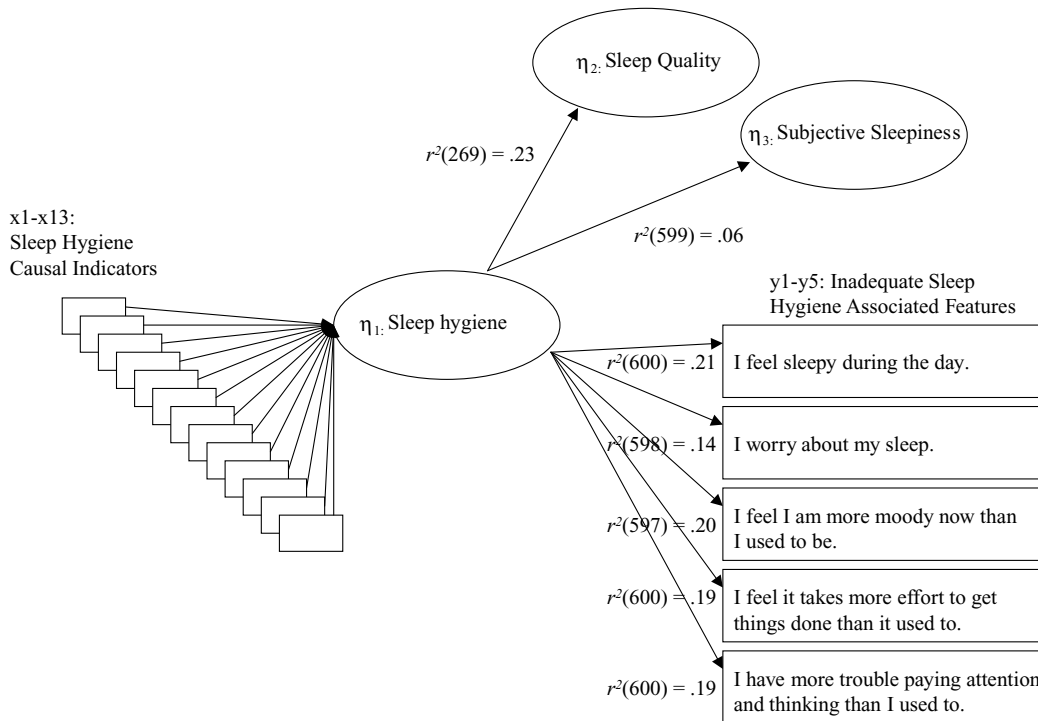 η2: Sleep Quality
η3: Subjective Sleepiness
r2(269) = .23
r2(599) = .06
x1-x13:
Sleep Hygiene
Causal Indicators
η1: Sleep hygiene
y1-y5: Inadequate Sleep
Hygiene Associated Features
r2(600) = .21
I feel sleepy during the day.
r2(598) = .14
I worry about my sleep.
r2(597) = .20
I feel I am more moody now than
I used to be.
r2(600) = .19
I feel it takes more effort to get
things done than it used to.
r2(600) = .19
I have more trouble paying attention
and thinking than I used to.